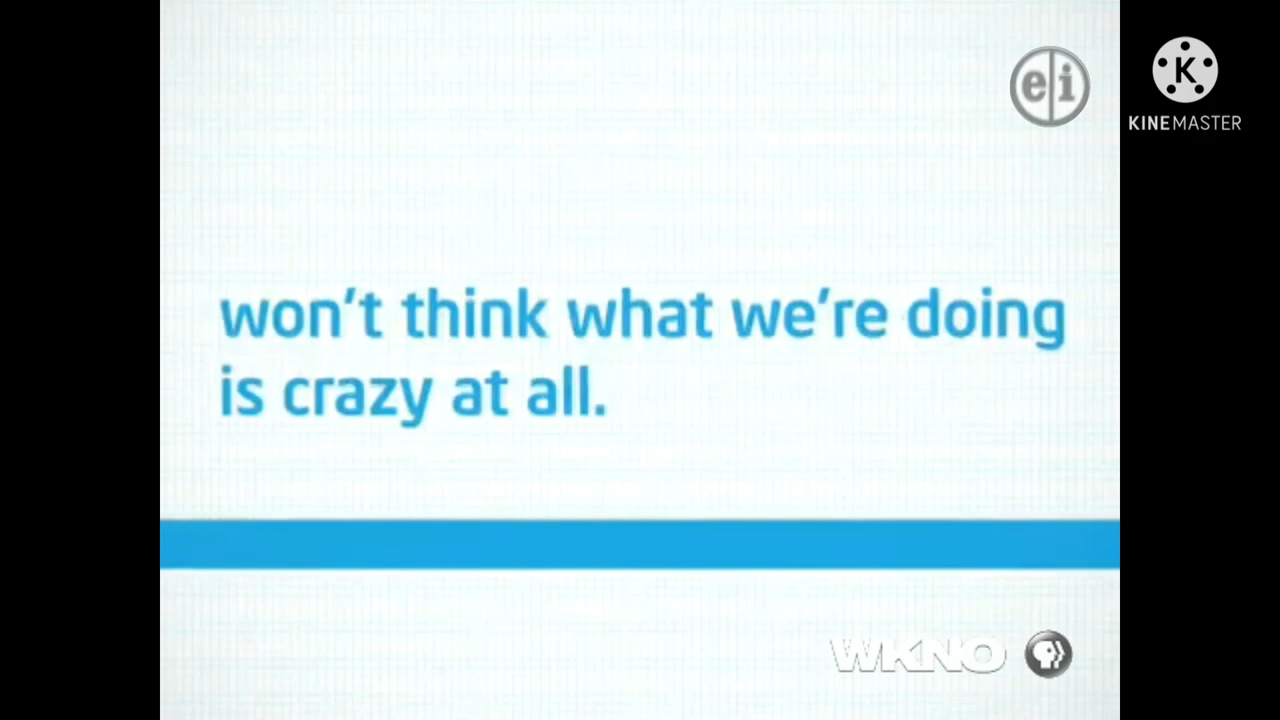 e|i
K
KINEMASTER
won't think what we're doing
is crazy at all.
WKNO